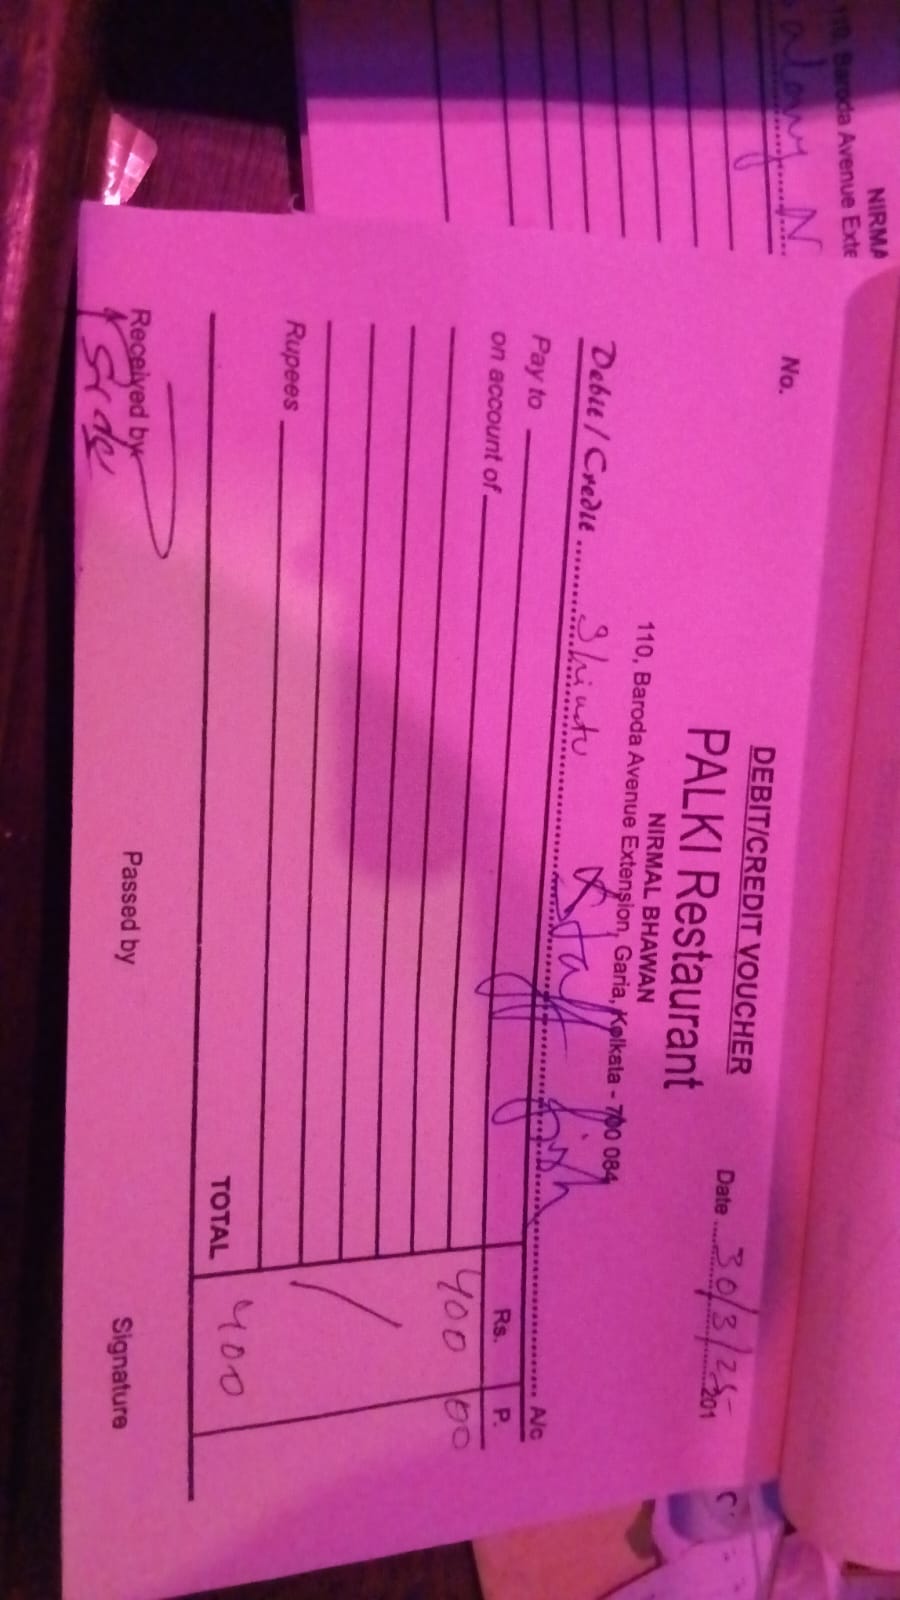 110, Baroda Avenue Exte
NIRMA
DEBIT/CREDIT VOUCHER
No.
PALKI Restaurant
Date 30/3/25 201
NIRMAL BHAWAN
110, Baroda Avenue Extension, Garia, Kolkata - 700 084
Debit / Credit Staff fish A/c
Pay to
on account of
Rs. P.
400 00
Rupees
TOTAL 400
Received by
Passed by
Signature